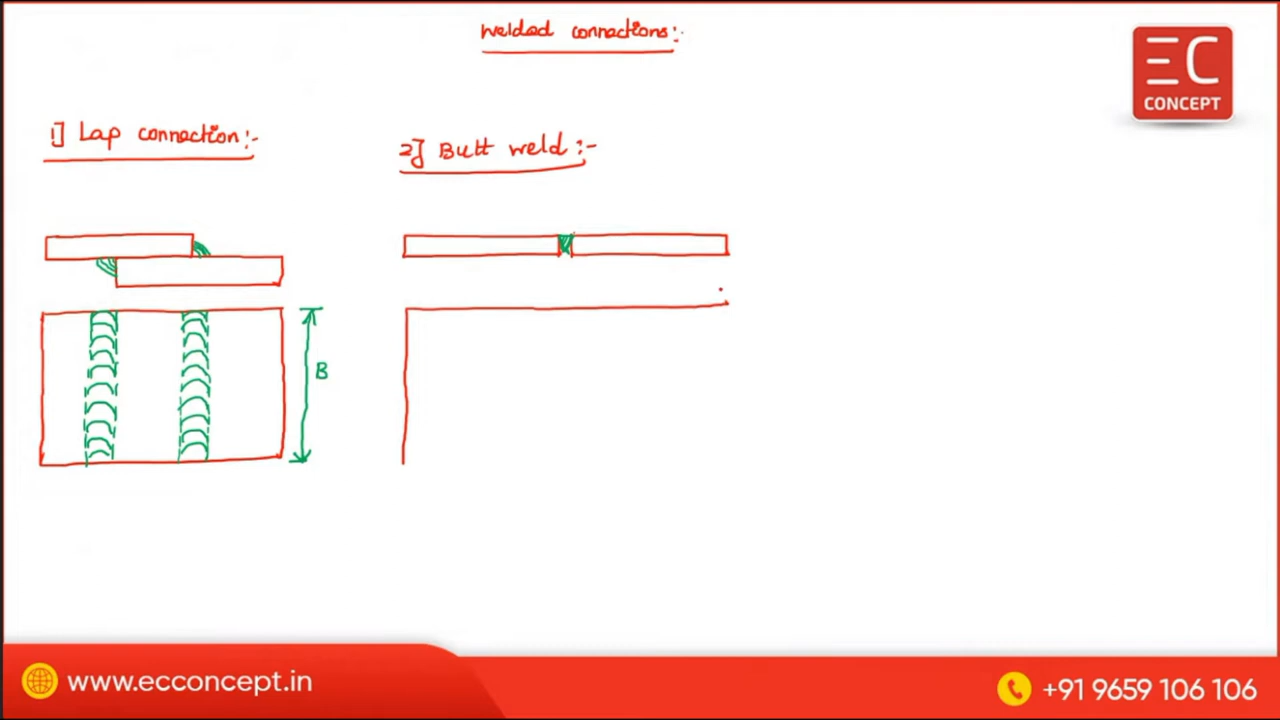 Welded connections:-
EC
CONCEPT
1] Lap connection:-
2] Butt weld:-
B
www.ecconcept.in
+91 9659 106 106